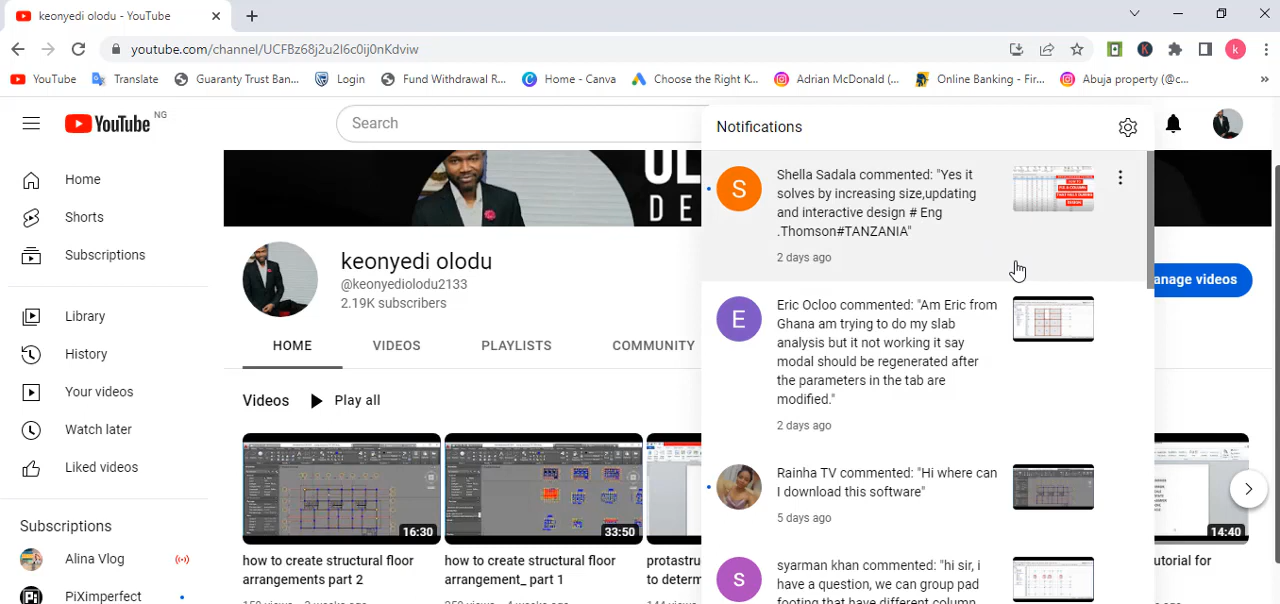 keonyedi olodu - YouTube
youtube.com/channel/UCFBz68j2u2l6c0ij0nKdviw
YouTube
Translate
Guaranty Trust Ban...
Login
Fund Withdrawal R...
Home - Canva
Choose the Right K...
Adrian McDonald (...
Online Banking - Fir...
Abuja property (@c...
K
k
YouTube NG
Search
Notifications
Home
Shorts
Subscriptions
Library
History
Your videos
Watch later
Liked videos
Subscriptions
Alina Vlog
PiXimperfect
DE
keonyedi olodu
@keonyediolodu2133
2.19K subscribers
anage videos
HOME
VIDEOS
PLAYLISTS
COMMUNITY
Videos
Play all
16:30
how to create structural floor
arrangements part 2
33:50
how to create structural floor
arrangement_ part 1
protastru
to determ
14:40
utorial for
S
Shella Sadala commented: "Yes it
solves by increasing size,updating
and interactive design # Eng
.Thomson#TANZANIA"
2 days ago
E
Eric Ocloo commented: "Am Eric from
Ghana am trying to do my slab
analysis but it not working it say
modal should be regenerated after
the parameters in the tab are
modified."
2 days ago
Rainha TV commented: "Hi where can
I download this software"
5 days ago
S
syarman khan commented: "hi sir, i
have a question, we can group pad
footing that have different column